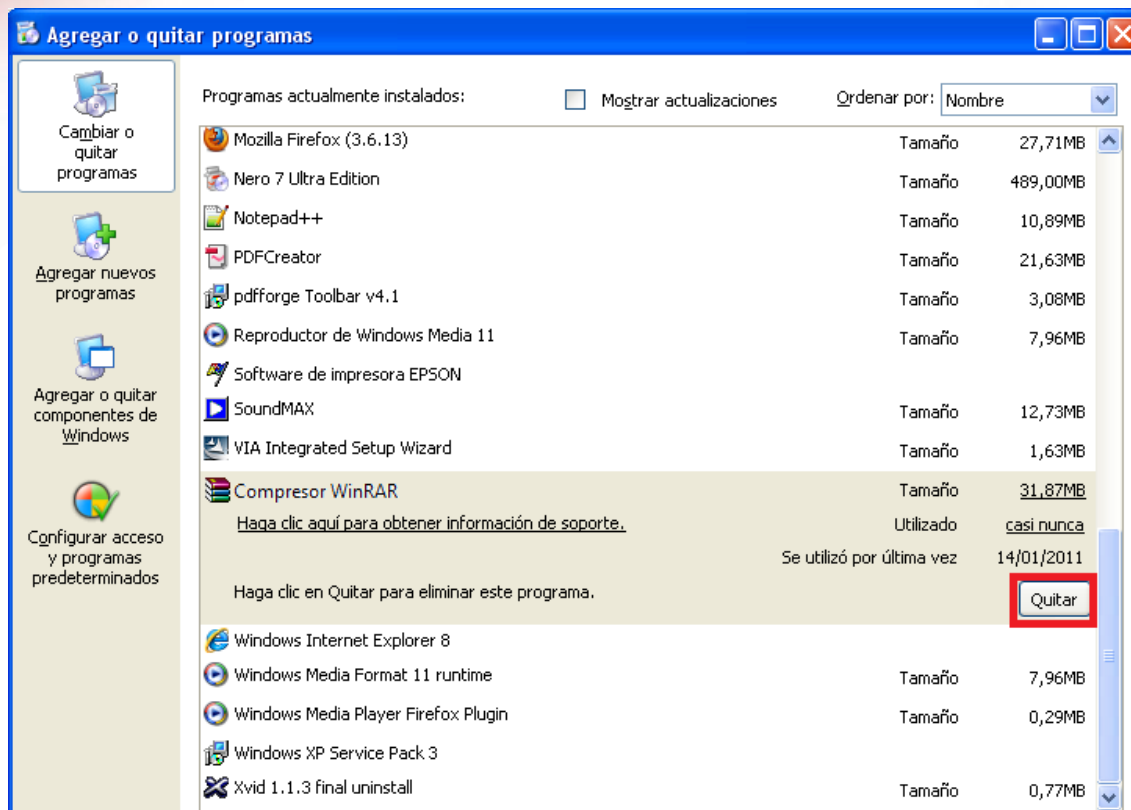 Agregar o quitar programas
Cambiar o
quitar
programas
Agregar nuevos
programas
Agregar o quitar
componentes de
Windows
Configurar acceso
y programas
predeterminados
Programas actualmente instalados:
Mostrar actualizaciones
Ordenar por: Nombre
Mozilla Firefox (3.6.13) Tamaño 27,71MB
Nero 7 Ultra Edition Tamaño 489,00MB
Notepad++ Tamaño 10,89MB
PDFCreator Tamaño 21,63MB
pdfforge Toolbar v4.1 Tamaño 3,08MB
Reproductor de Windows Media 11 Tamaño 7,96MB
Software de impresora EPSON
SoundMAX Tamaño 12,73MB
VIA Integrated Setup Wizard Tamaño 1,63MB
Compresor WinRAR Tamaño 31,87MB
Haga clic aquí para obtener información de soporte. Utilizado casi nunca
Se utilizó por última vez 14/01/2011
Haga clic en Quitar para eliminar este programa. Quitar
Windows Internet Explorer 8
Windows Media Format 11 runtime Tamaño 7,96MB
Windows Media Player Firefox Plugin Tamaño 0,29MB
Windows XP Service Pack 3
Xvid 1.1.3 final uninstall Tamaño 0,77MB